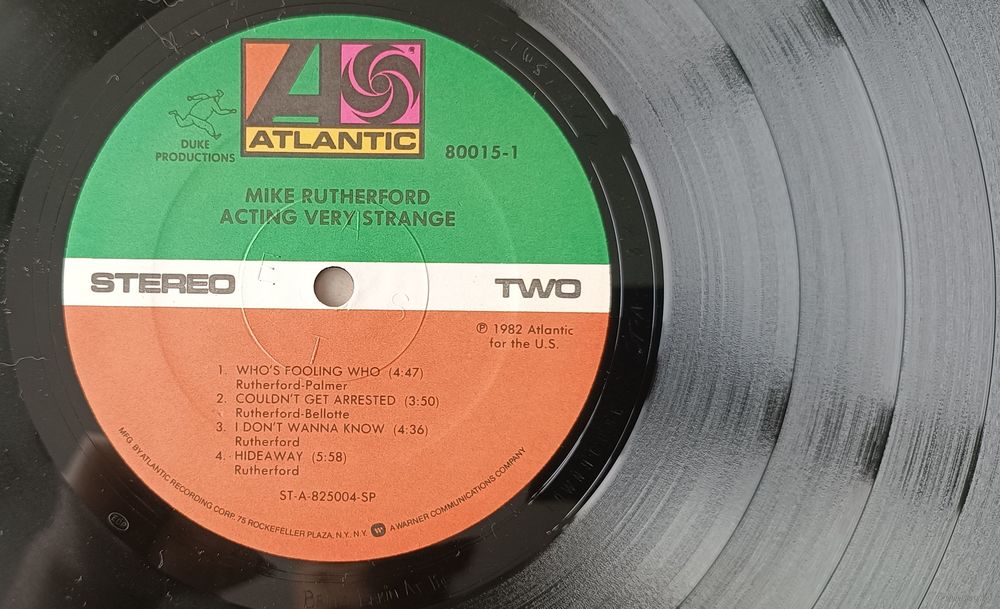 ATLANTIC
DUKE
PRODUCTIONS
80015-1
MIKE RUTHERFORD
ACTING VERY STRANGE
STEREO
TWO
℗ 1982 Atlantic
for the U.S.
1. WHO'S FOOLING WHO (4:47)
Rutherford-Palmer
2. COULDN'T GET ARRESTED (3:50)
Rutherford-Bellotte
3. I DON'T WANNA KNOW (4:36)
Rutherford
4. HIDEAWAY (5:58)
Rutherford
ST-A-825004-SP
MFG BY ATLANTIC RECORDING CORP. 75 ROCKEFELLER PLAZA, N.Y., N.Y. A WARNER COMMUNICATIONS COMPANY